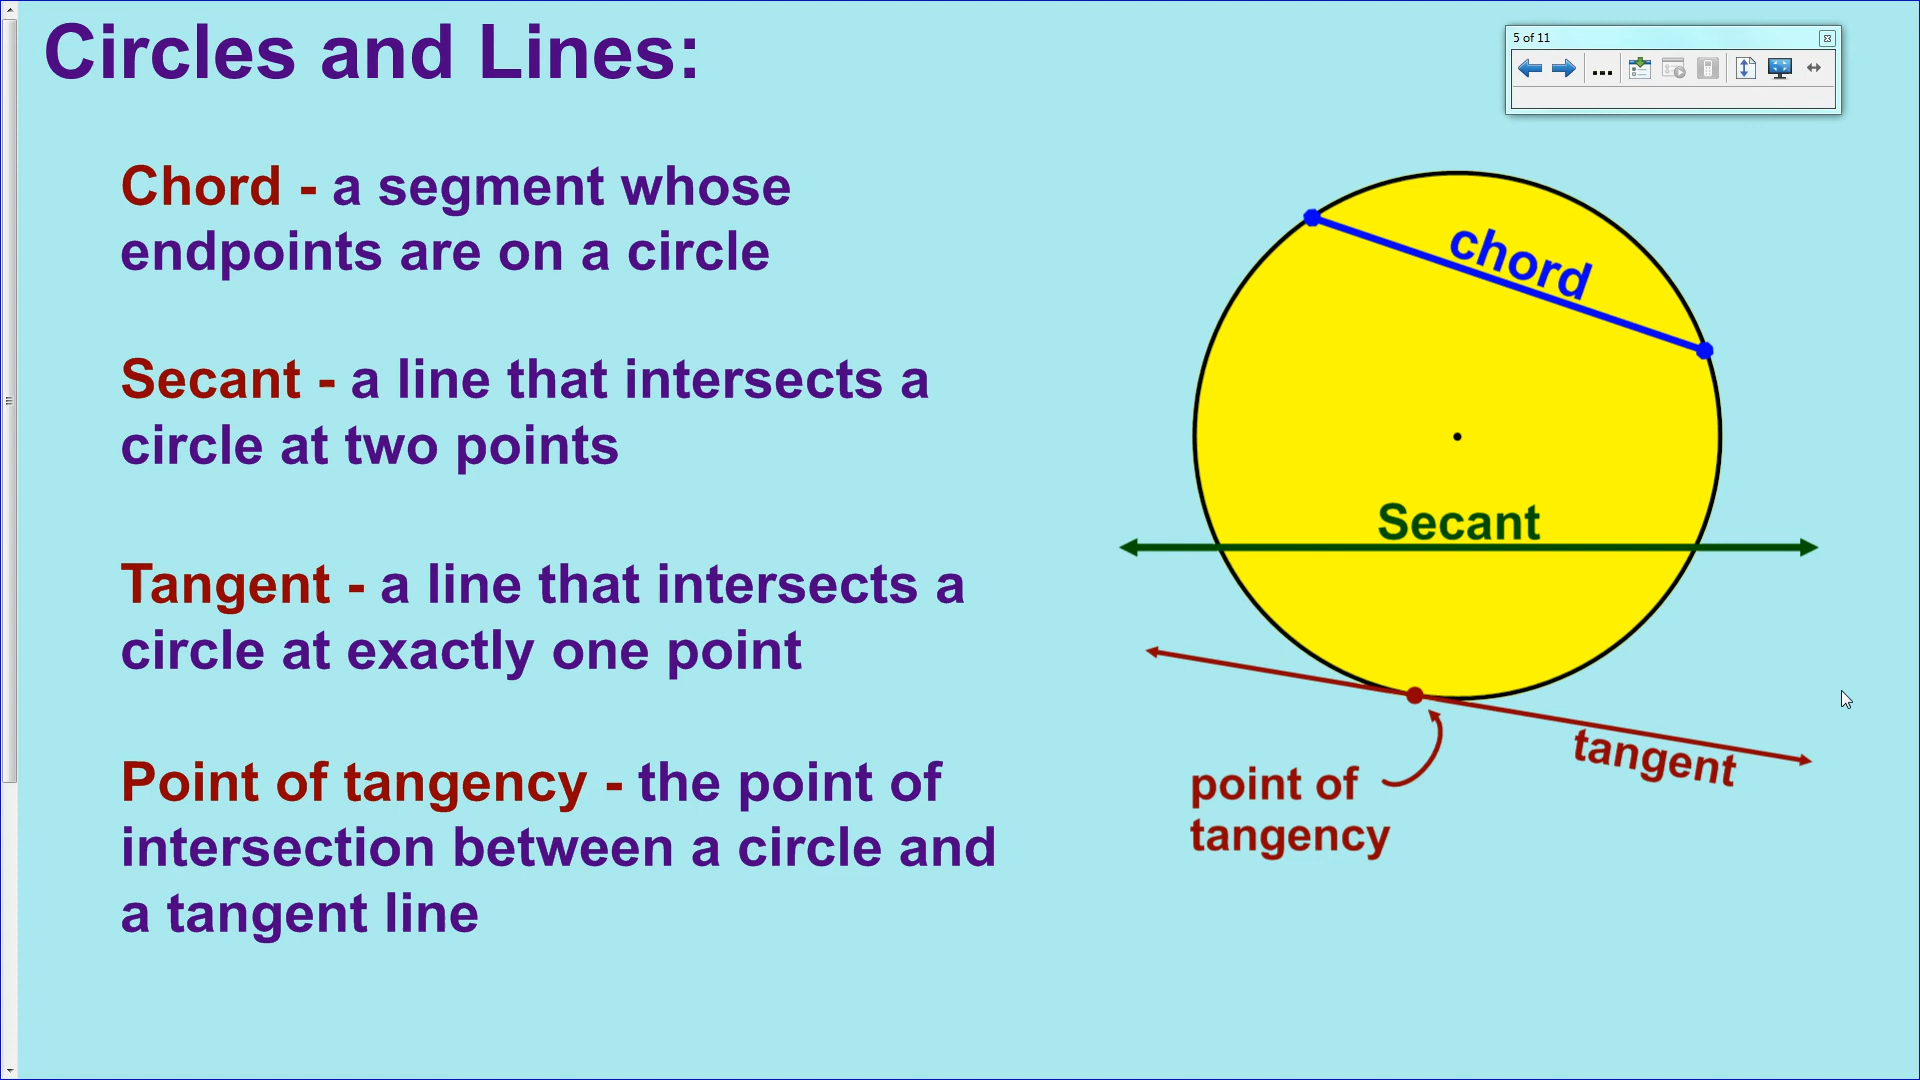 Circles and Lines:
5 of 11
Chord - a segment whose
endpoints are on a circle
Secant - a line that intersects a
circle at two points
Tangent - a line that intersects a
circle at exactly one point
Point of tangency - the point of
intersection between a circle and
a tangent line
chord
Secant
tangent
point of
tangency